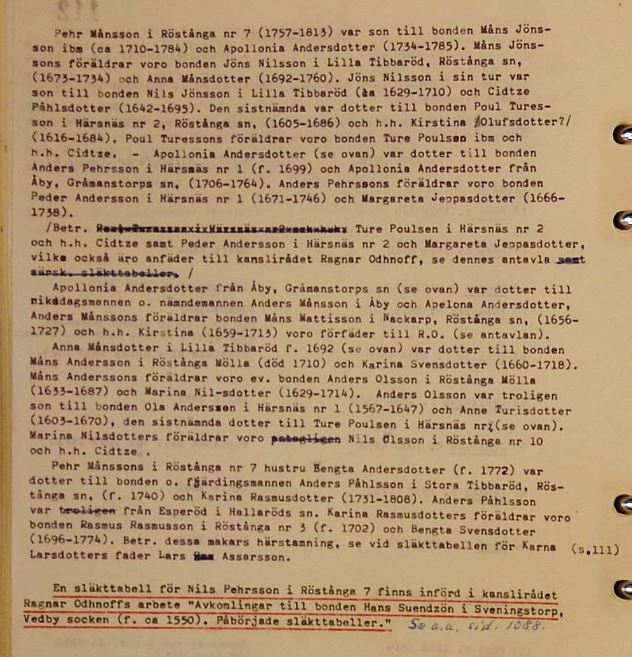 Pehr Månsson i Röstånga nr 7 (1757-1813) var son till bonden Måns Jöns-
son ibm (ca 1710-1784) och Apollonia Andersdotter (1734-1785). Måns Jöns-
sons föräldrar voro bonden Jöns Nilsson i Lilla Tibbaröd, Röstånga sn,
(1673-1734) och Anna Månsdotter (1692-1760). Jöns Nilsson i sin tur var
son till bonden Nils Jönsson i Lilla Tibbaröd (ca 1629-1710) och Cidtze
Påhlsdotter (1642-1695). Den sistnämnda var dotter till bonden Poul Tures-
son i Härsnäs nr 2, Röstånga sn, (1605-1686) och h.h. Kirstina /Olufsdotter?/
(1616-1684). Poul Turessons föräldrar voro bonden Ture Poulsen ibm och
h.h. Cidtze. - Apollonia Andersdotter (se ovan) var dotter till bonden
Anders Pehrsson i Härsnäs nr 1 (f. 1699) och Apollonia Andersdotter från
Åby, Gråmanstorps sn, (1706-1764). Anders Pehrssons föräldrar voro bonden
Peder Andersson i Härsnäs nr 1 (1671-1746) och Margareta Jeppasdotter (1666-
1738).
/Betr. Ture Poulsen i Härsnäs nr 2
och h.h. Cidtze samt Peder Andersson i Härsnäs nr 2 och Margareta Jeppasdotter,
vilka också äro anfäder till kanslirådet Ragnar Odhnoff, se dennes antavla samt
särsk. släkttabeller. /
Apollonia Andersdotter från Åby, Gråmanstorps sn (se ovan) var dotter till
riksdagsmannen o. nämndemannen Anders Månsson i Åby och Apelona Andersdotter,
Anders Månssons föräldrar bonden Måns Mattisson i Nackarp, Röstånga sn, (1656-
1727) och h.h. Kirstina (1659-1713) voro förfäder till R.O. (se antavlan).
Anna Månsdotter i Lilla Tibbaröd f. 1692 (se ovan) var dotter till bonden
Måns Andersson i Röstånga Mölla (död 1710) och Karina Svensdotter (1660-1718).
Måns Anderssons föräldrar voro ev. bonden Anders Olsson i Röstånga Mölla
(1633-1687) och Marina Nil-sdotter (1629-1714). Anders Olsson var troligen
son till bonden Ola Andersson i Härsnäs nr 1 (1567-1647) och Anne Turisdotter
(1603-1670), den sistnämnda dotter till Ture Poulsen i Härsnäs nr (se ovan).
Marina Nilsdotters föräldrar voro patagligen Nils Olsson i Röstånga nr 10
och h.h. Cidtze .
Pehr Månssons i Röstånga nr 7 hustru Bengta Andersdotter (f. 1772) var
dotter till bonden o. fjärdingsmannen Anders Påhlsson i Stora Tibbaröd, Rös-
tånga sn, (f. 1740) och Karina Rasmusdotter (1731-1808). Anders Påhlsson
var troligen från Esperöd i Hallaröds sn. Karina Rasmusdotters föräldrar voro
bonden Rasmus Rasmusson i Röstånga nr 3 (f. 1702) och Bengta Svensdotter
(1696-1774). Betr. dessa makars härstamning, se vid släkttabellen för Karna (s,111)
Larsdotters fader Lars Assarsson.
En släkttabell för Nils Pehrsson i Röstånga 7 finns införd i kanslirådet
Ragnar Odhnoffs arbete "Avkomlingar till bonden Hans Suendzön i Sveningstorp,
Vedby socken (f. ca 1550). Påbörjade släkttabeller." Se a.a. sid. 1088.